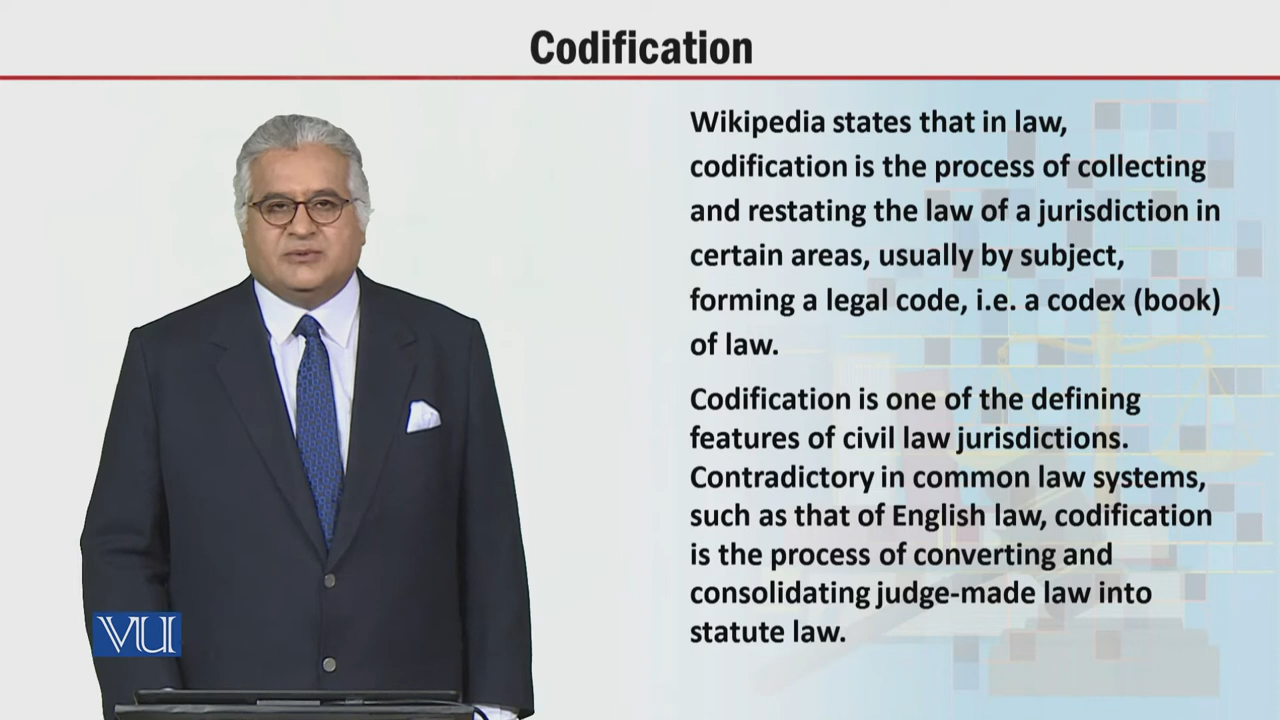 Codification
Wikipedia states that in law,
codification is the process of collecting
and restating the law of a jurisdiction in
certain areas, usually by subject,
forming a legal code, i.e. a codex (book)
of law.
Codification is one of the defining
features of civil law jurisdictions.
Contradictory in common law systems,
such as that of English law, codification
is the process of converting and
consolidating judge-made law into
statute law.
VU